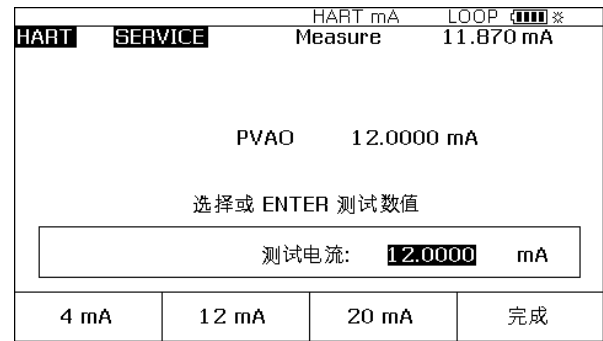 HART mA LOOP
HART SERVICE Measure 11.870 mA
PVAO 12.0000 mA
选择或 ENTER 测试数值
测试电流: 12.0000 mA
4 mA 12 mA 20 mA 完成